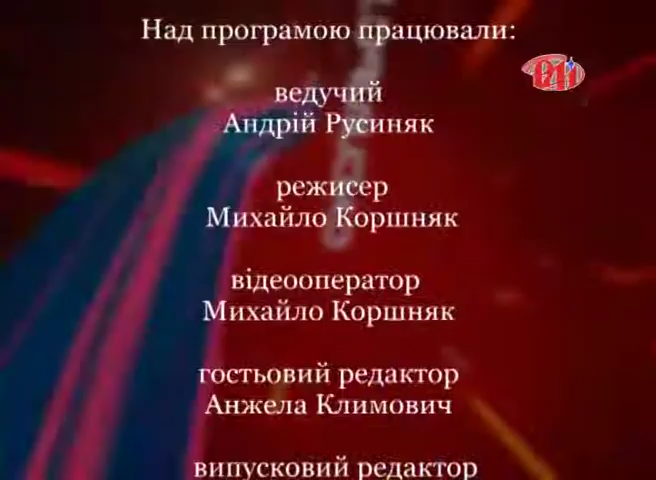 Над програмою працювали:
ведучий
Андрій Русиняк
режисер
Михайло Коршняк
відеооператор
Михайло Коршняк
гостьовий редактор
Анжела Климович
випусковий редактор